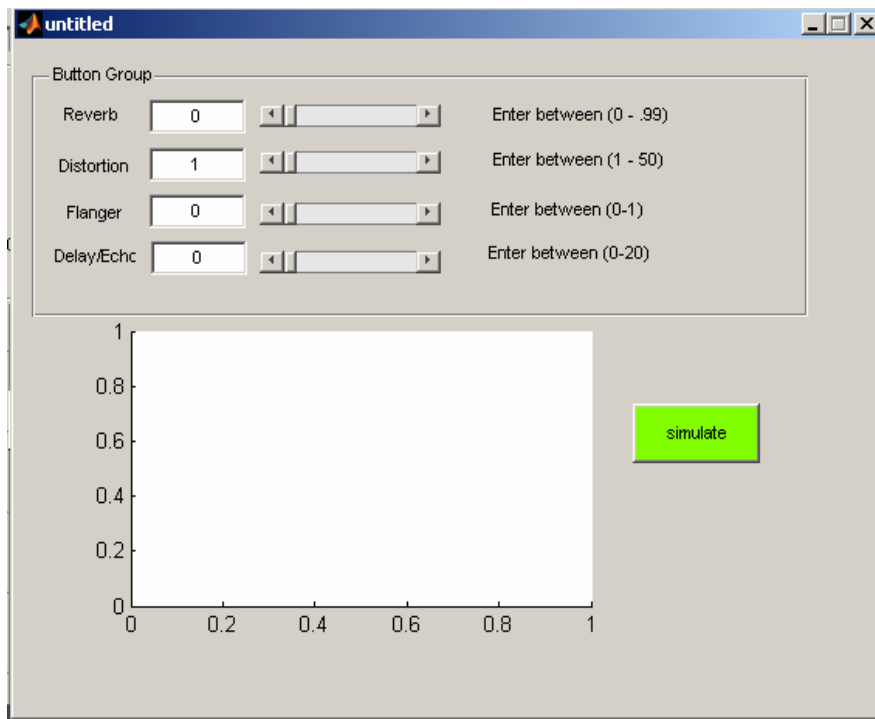 untitled
Button Group
Reverb 0 Enter between (0 - .99)
Distortion 1 Enter between (1 - 50)
Flanger 0 Enter between (0-1)
Delay/Echo 0 Enter between (0-20)
1
0.8
0.6
0.4
0.2
0
0 0.2 0.4 0.6 0.8 1
simulate